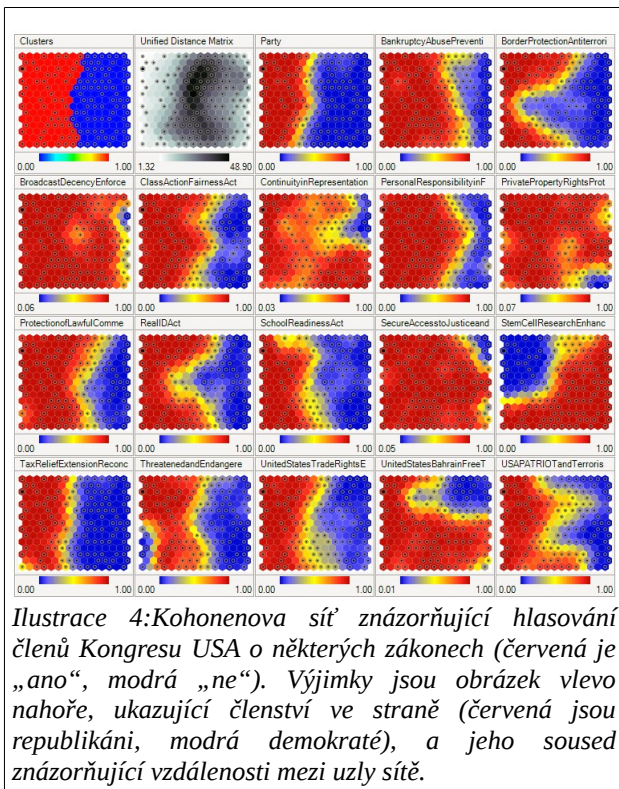 Clusters Unified Distance Matrix Party BankruptcyAbusePreventi BorderProtectionAntiterrori
0.00 1.00 1.32 48.90 0.00 1.00 0.00 1.00 0.00 1.00
BroadcastDecencyEnforce ClassActionFairnessAct ContinuityinRepresentation PersonalResponsibilityinF PrivatePropertyRightsProt
0.06 1.00 0.00 1.00 0.03 1.00 0.00 1.00 0.07 1.00
ProtectionofLawfulComme RealIDAct SchoolReadinessAct SecureAccesstoJusticeand StemCellResearchEnhanc
0.00 1.00 0.00 1.00 0.00 1.00 0.05 1.00 0.00 1.00
TaxReliefExtensionReconc ThreatenedandEndangere UnitedStatesTradeRightsE UnitedStatesBahrainFreeT USAPATRIOTandTerroris
0.00 1.00 0.00 1.00 0.00 1.00 0.01 1.00 0.00 1.00
Ilustrace 4:Kohonenova síť znázorňující hlasování
členů Kongresu USA o některých zákonech (červená je
„ano“, modrá „ne“). Výjimky jsou obrázek vlevo
nahoře, ukazující členství ve straně (červená jsou
republikáni, modrá demokraté), a jeho soused
znázorňující vzdálenosti mezi uzly sítě.